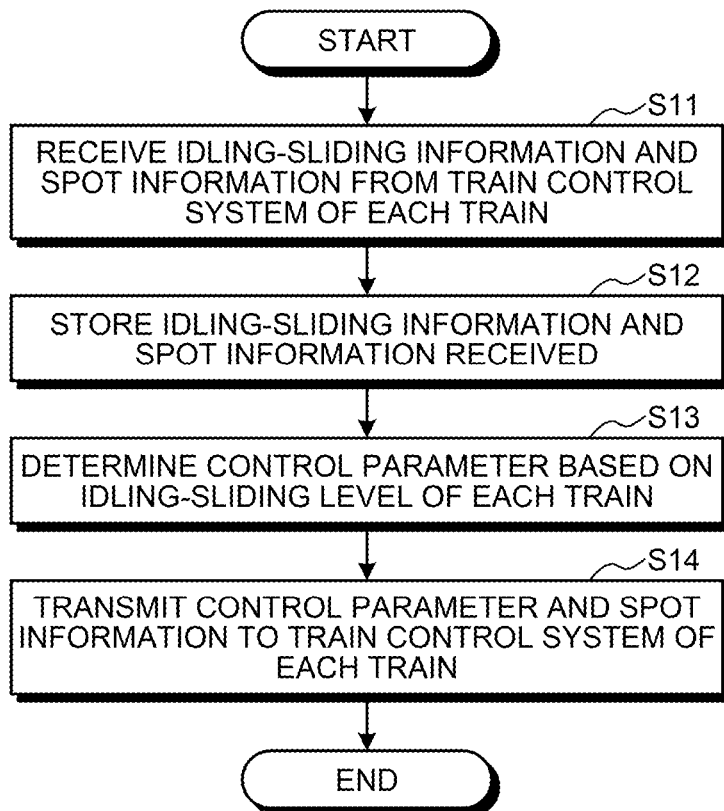 START
S11
RECEIVE IDLING-SLIDING INFORMATION AND
SPOT INFORMATION FROM TRAIN CONTROL
SYSTEM OF EACH TRAIN
S12
STORE IDLING-SLIDING INFORMATION AND
SPOT INFORMATION RECEIVED
S13
DETERMINE CONTROL PARAMETER BASED ON
IDLING-SLIDING LEVEL OF EACH TRAIN
S14
TRANSMIT CONTROL PARAMETER AND SPOT
INFORMATION TO TRAIN CONTROL SYSTEM OF
EACH TRAIN
END